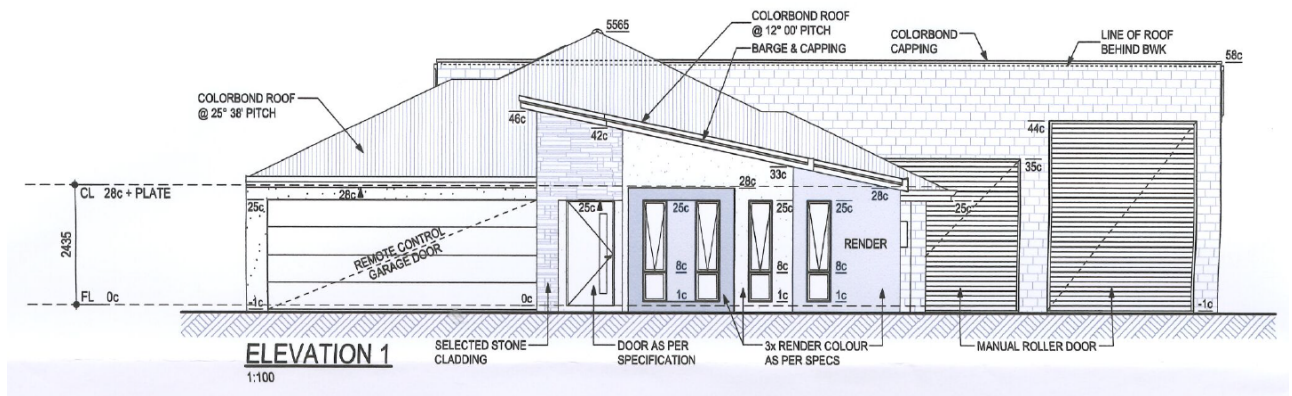 5565
COLORBOND ROOF
@ 12° 00' PITCH
BARGE & CAPPING
COLORBOND
CAPPING
LINE OF ROOF
BEHIND BWK
58c
COLORBOND ROOF
@ 25° 38' PITCH
46c
42c
44c
35c
33c
CL 28c + PLATE
28c
28c
28c
25c
25c
25c
25c
25c
25c
2435
REMOTE CONTROL
GARAGE DOOR
RENDER
8c
8c
8c
FL 0c
-1c
0c
1c
1c
1c
-1c
SELECTED STONE
CLADDING
DOOR AS PER
SPECIFICATION
3x RENDER COLOUR
AS PER SPECS
MANUAL ROLLER DOOR
ELEVATION 1
1:100